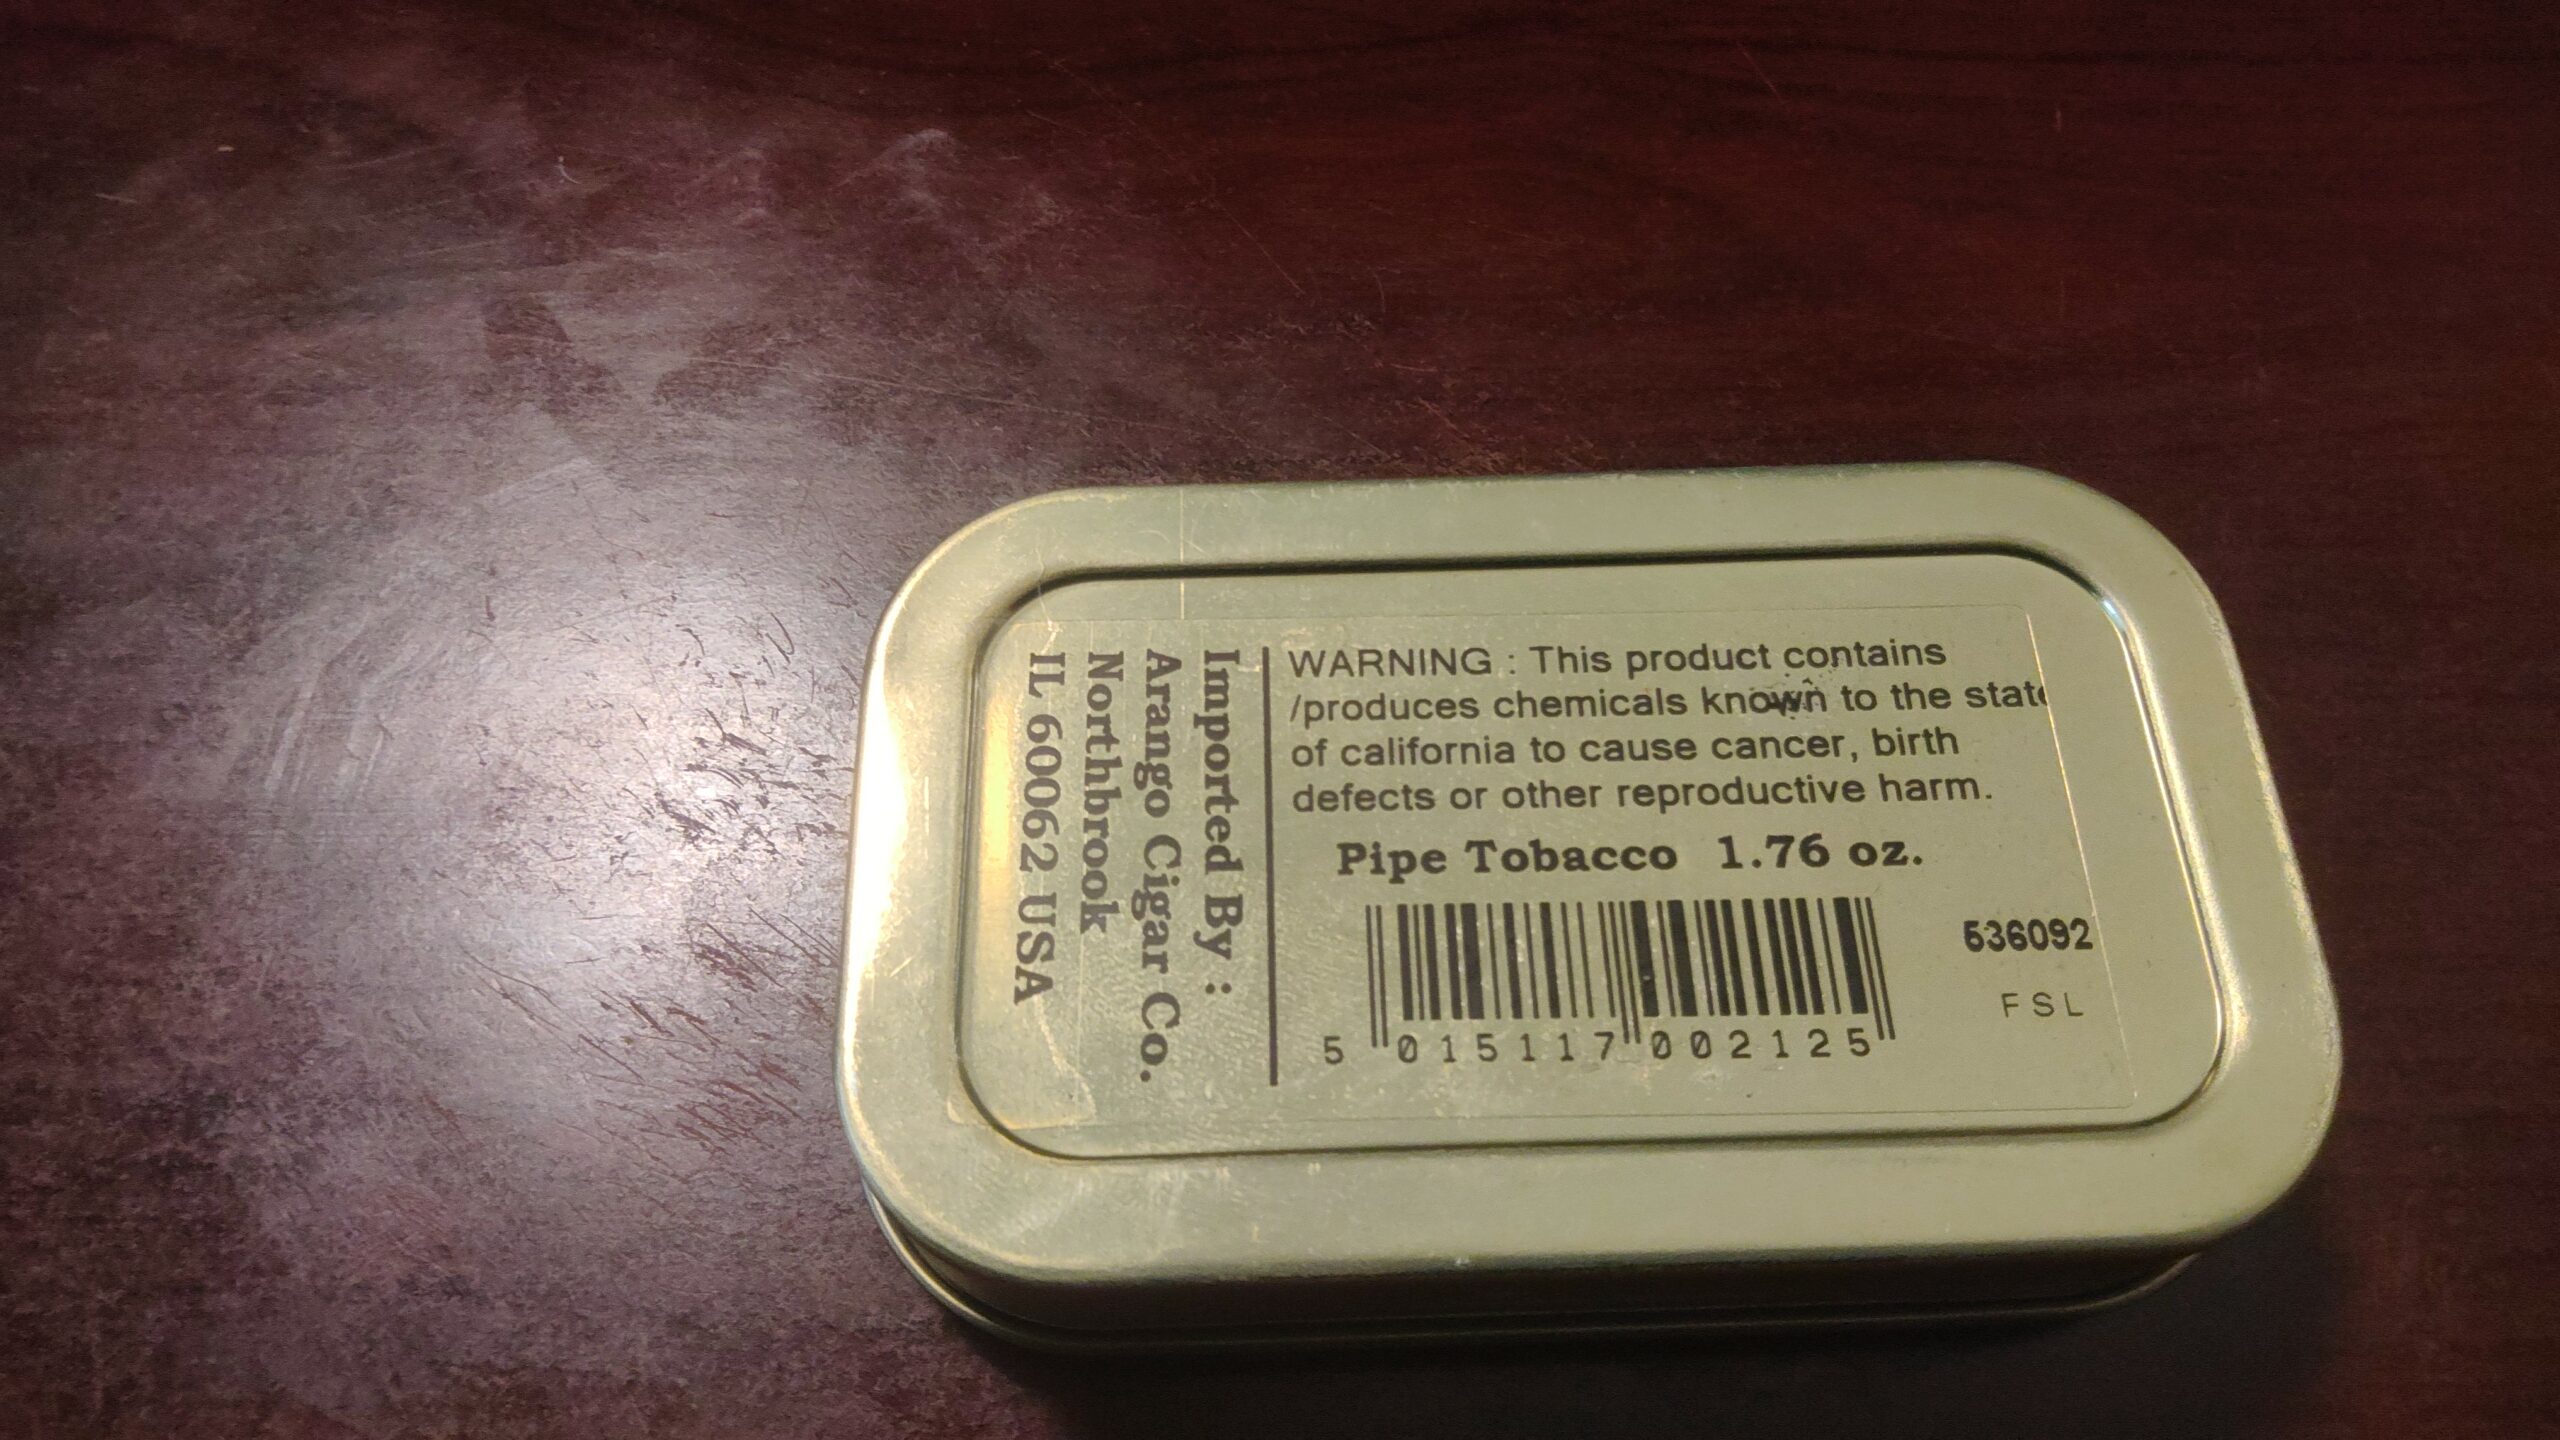 WARNING : This product contains
/produces chemicals known to the state
of california to cause cancer, birth
defects or other reproductive harm.
Pipe Tobacco 1.76 oz.
5 015117 002125
536092
F S L
Imported By :
Arango Cigar Co.
Northbrook
IL 60062 USA